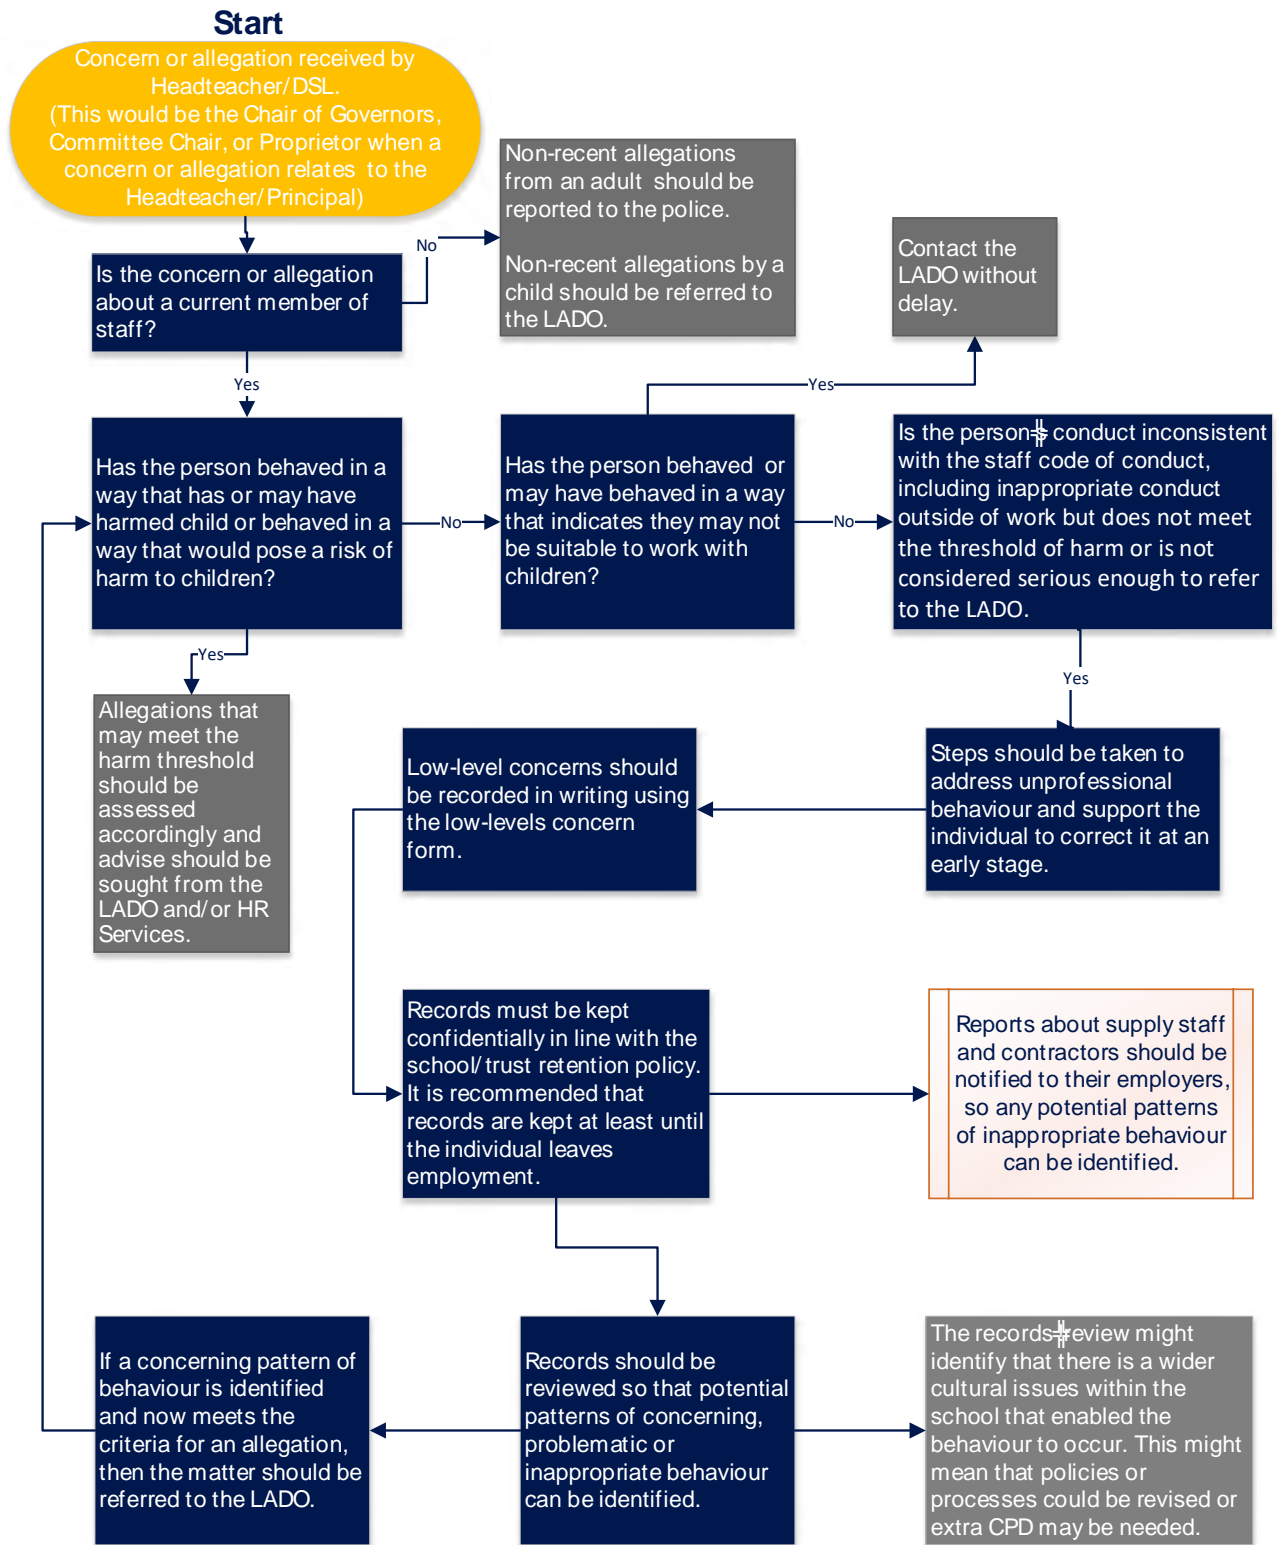 Start
Concern or allegation received by
Headteacher/DSL.
(This would be the Chair of Governors,
Committee Chair, or Proprietor when a
concern or allegation relates to the
Headteacher/Principal)
Non-recent allegations
from an adult should be
reported to the police.
Non-recent allegations by a
child should be referred to
the LADO.
Contact the
LADO without
delay.
No
Is the concern or allegation
about a current member of
staff?
Yes
Yes
Has the person behaved in a
way that has or may have
harmed child or behaved in a
way that would pose a risk of
harm to children?
No
Has the person behaved or
may have behaved in a way
that indicates they may not
be suitable to work with
children?
No
Is the person╬s conduct inconsistent
with the staff code of conduct,
including inappropriate conduct
outside of work but does not meet
the threshold of harm or is not
considered serious enough to refer
to the LADO.
Yes
Yes
Allegations that
may meet the
harm threshold
should be
assessed
accordingly and
advise should be
sought from the
LADO and/or HR
Services.
Steps should be taken to
address unprofessional
behaviour and support the
individual to correct it at an
early stage.
Low-level concerns should
be recorded in writing using
the low-levels concern
form.
Records must be kept
confidentially in line with the
school/trust retention policy.
It is recommended that
records are kept at least until
the individual leaves
employment.
Reports about supply staff
and contractors should be
notified to their employers,
so any potential patterns
of inappropriate behaviour
can be identified.
If a concerning pattern of
behaviour is identified
and now meets the
criteria for an allegation,
then the matter should be
referred to the LADO.
Records should be
reviewed so that potential
patterns of concerning,
problematic or
inappropriate behaviour
can be identified.
The records╬ review might
identify that there is a wider
cultural issues within the
school that enabled the
behaviour to occur. This might
mean that policies or
processes could be revised or
extra CPD may be needed.